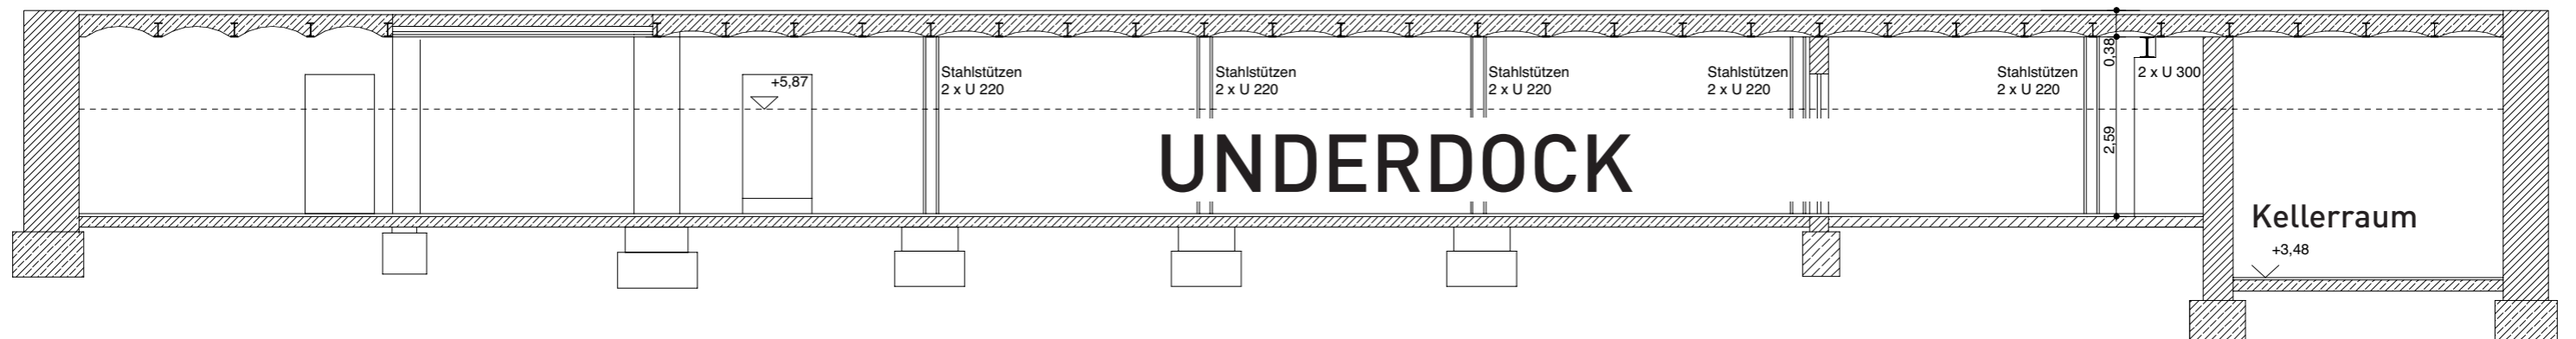 +5,87
Stahlstützen
2 x U 220
Stahlstützen
2 x U 220
Stahlstützen
2 x U 220
Stahlstützen
2 x U 220
Stahlstützen
2 x U 220
0,38
2 x U 300
2,59
UNDERDOCK
Kellerraum
+3,48